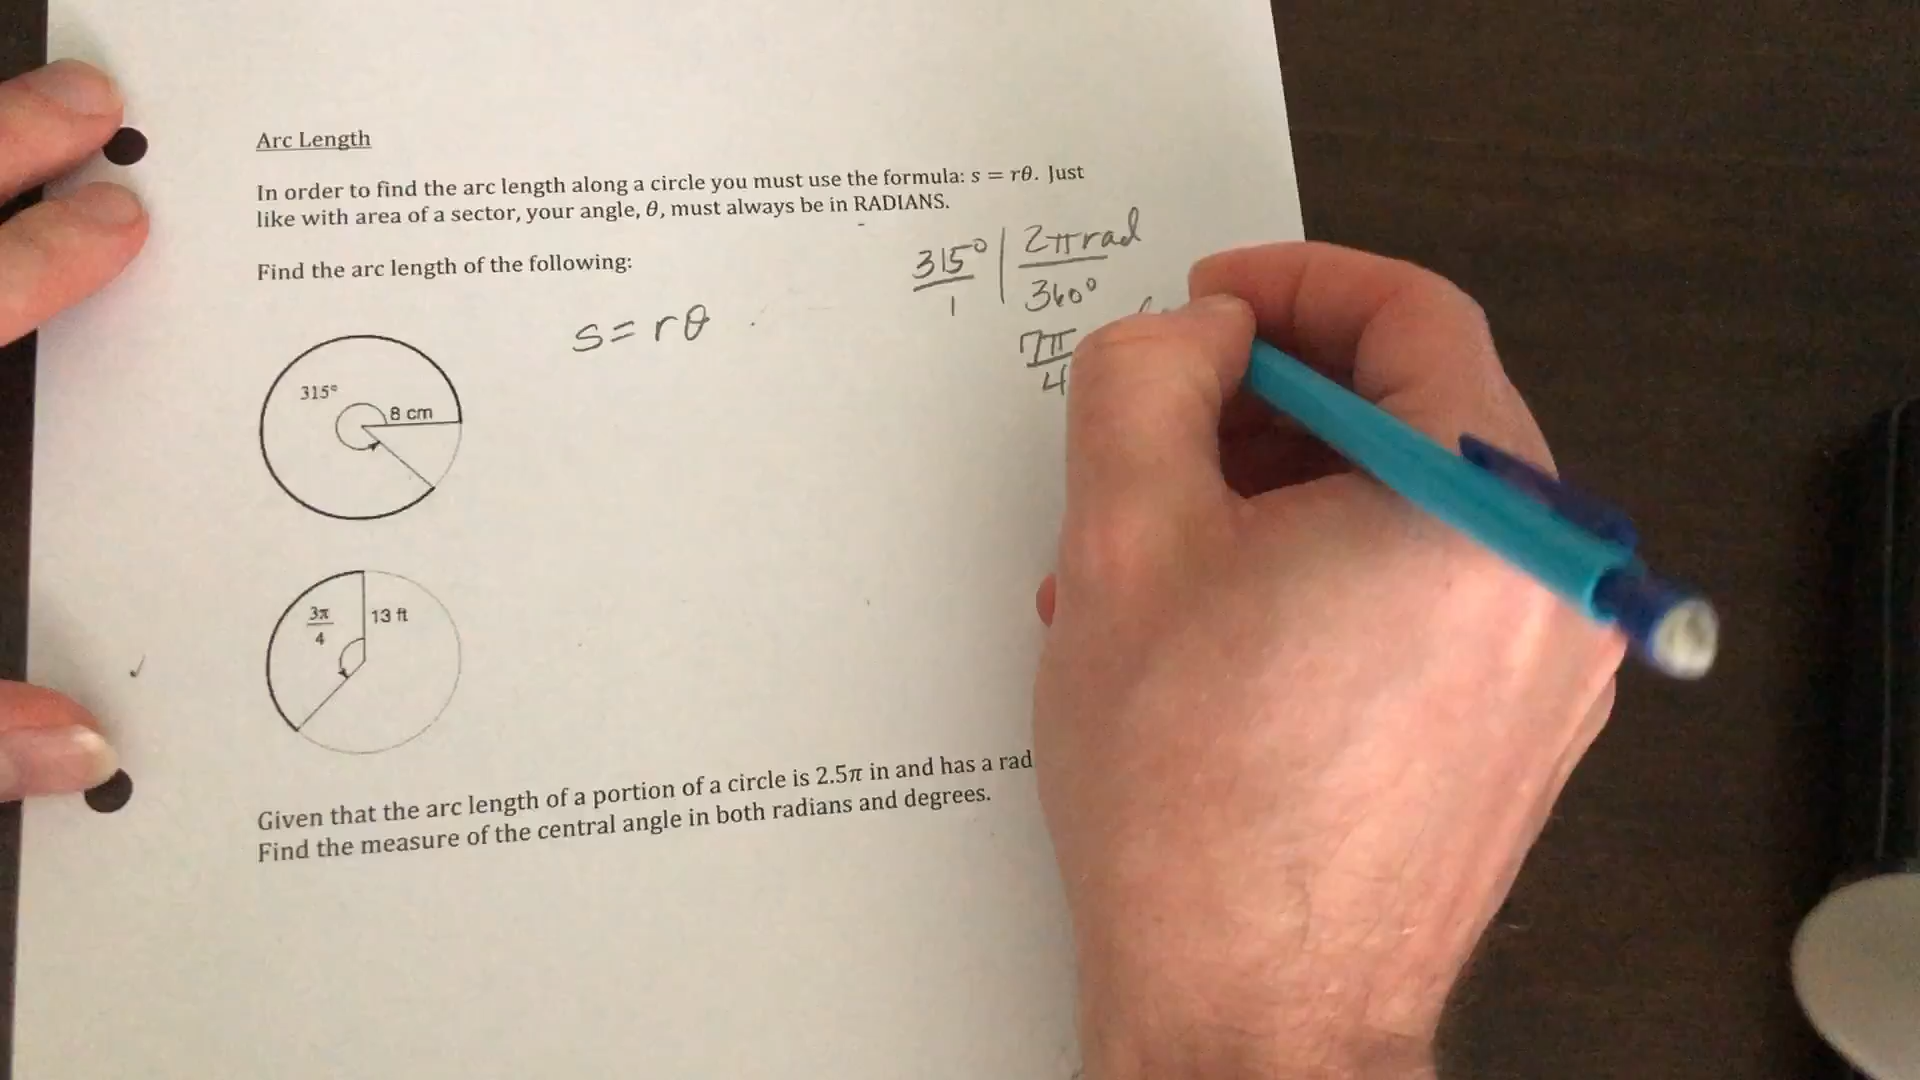 Arc Length
In order to find the arc length along a circle you must use the formula: s = rθ. Just
like with area of a sector, your angle, θ, must always be in RADIANS.
Find the arc length of the following:
315° | 2π rad
1 | 360°
7π
4
s = rθ
315°
8 cm
3π
4
13 ft
Given that the arc length of a portion of a circle is 2.5π in and has a
Find the measure of the central angle in both radians and degrees.